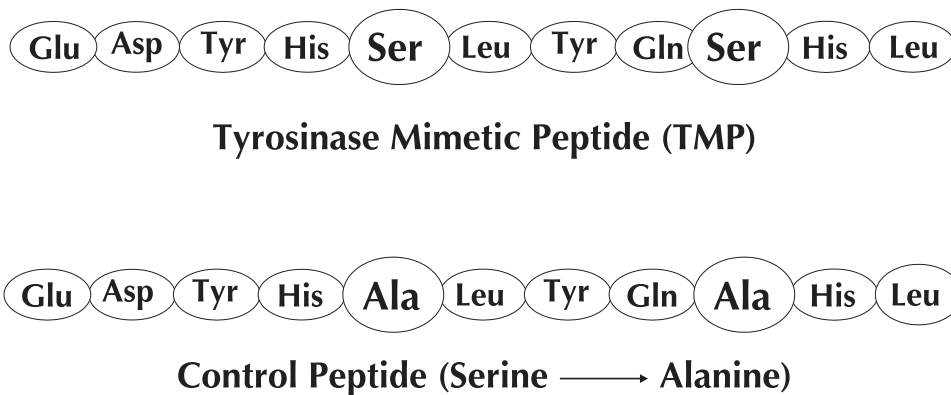 Glu Asp Tyr His Ser Leu Tyr Gln Ser His Leu
Tyrosinase Mimetic Peptide (TMP)
Glu Asp Tyr His Ala Leu Tyr Gln Ala His Leu
Control Peptide (Serine ⟶ Alanine)